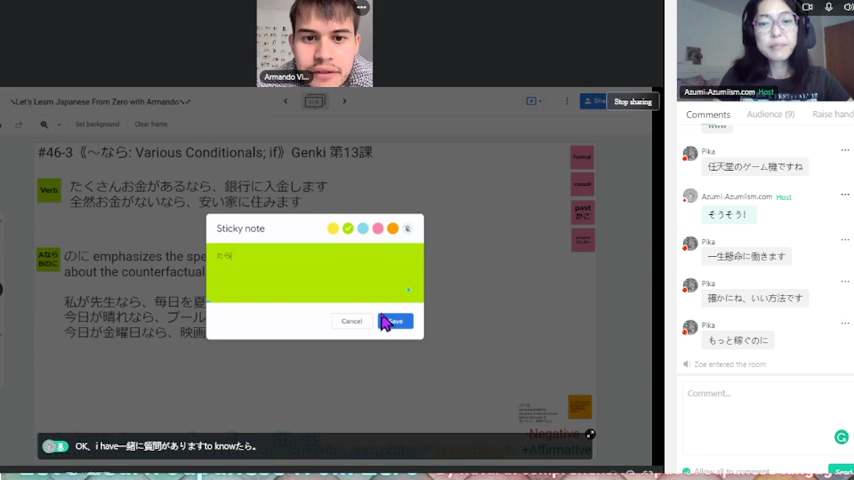 Armando Vi...
Azumi-Azumiism.com Host
\Let's Learn Japanese From Zero with Armando/
Stop sharing
Set background
Clear frame
Comments
Audience (9)
Raise hand
#46-3《〜なら: Various Conditionals; if》Genki 第13課
Verb
たくさんお金があるなら、銀行に入金します
全然お金がないなら、安い家に住みます
のに emphasizes the spe
about the counterfactual
私が先生なら、毎日を夏
今日が晴れなら、プール
今日が金曜日なら、映画
formal
casual
past
かこ
Sticky note
たら
Cancel
Save
Pika
任天堂のゲーム機ですね
Azumi-Azumiism.com Host
そうそう!
Pika
一生懸命に働きます
Pika
確かにね、いい方法です
Pika
もっと稼ぐのに
Zoe entered the room
Comment...
-Negative
+Affirmative
OK、i have一緒に質問がありますto knowたら。
Allow all to comment
Send